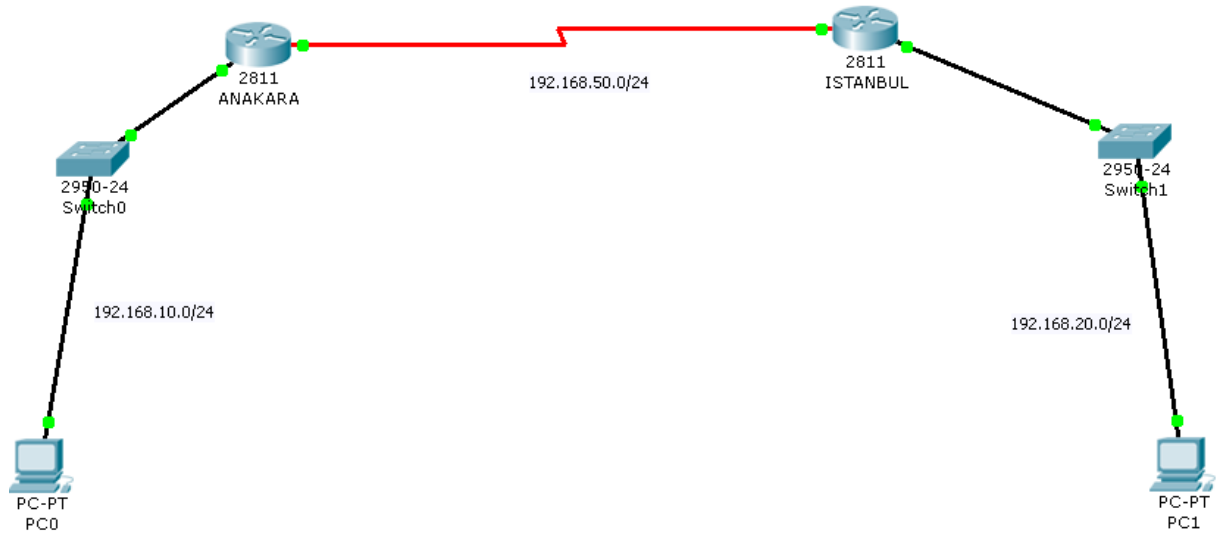 2811
ANAKARA
192.168.50.0/24
2811
ISTANBUL
2950-24
Switch0
2950-24
Switch1
192.168.10.0/24
192.168.20.0/24
PC-PT
PC0
PC-PT
PC1